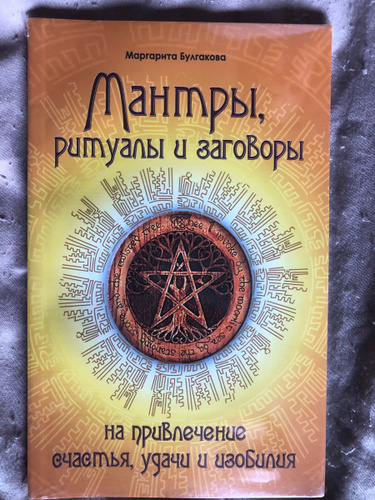 Маргарита Булгакова
Мантры,
ритуалы и заговоры
на привлечение
счастья, удачи и изобилия